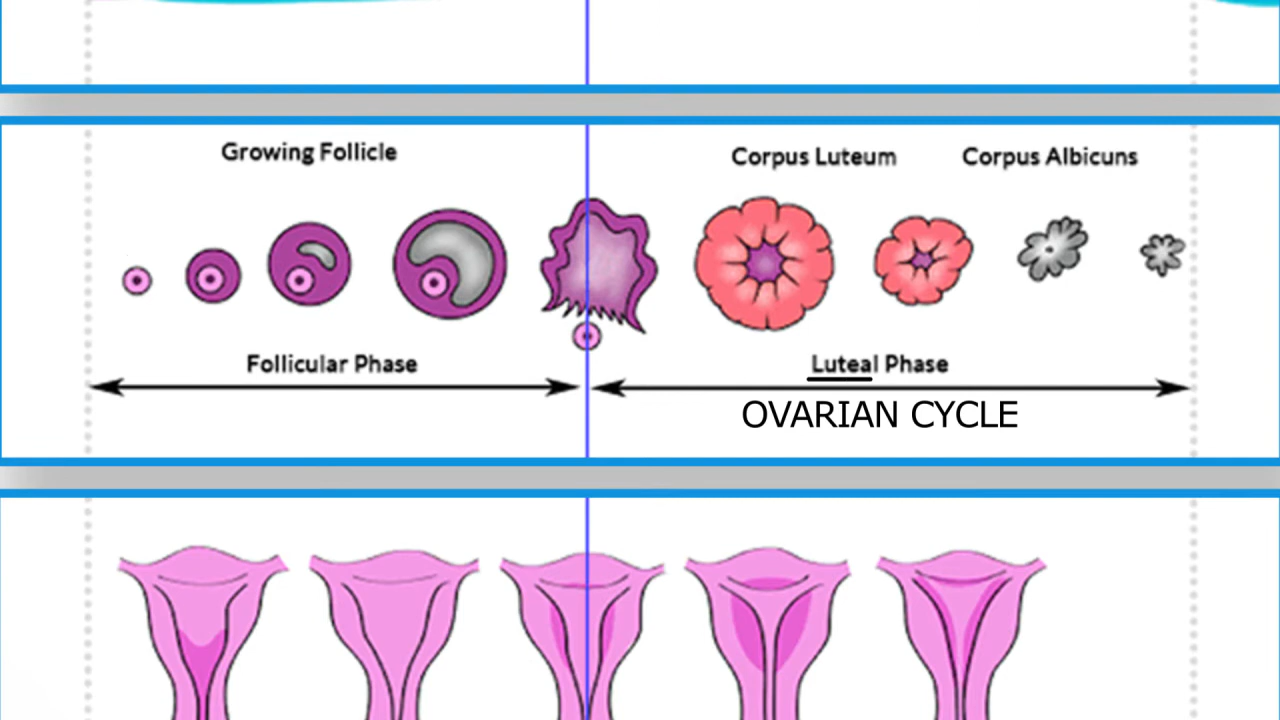 Growing Follicle
Corpus Luteum
Corpus Albicuns
Follicular Phase
Luteal Phase
OVARIAN CYCLE